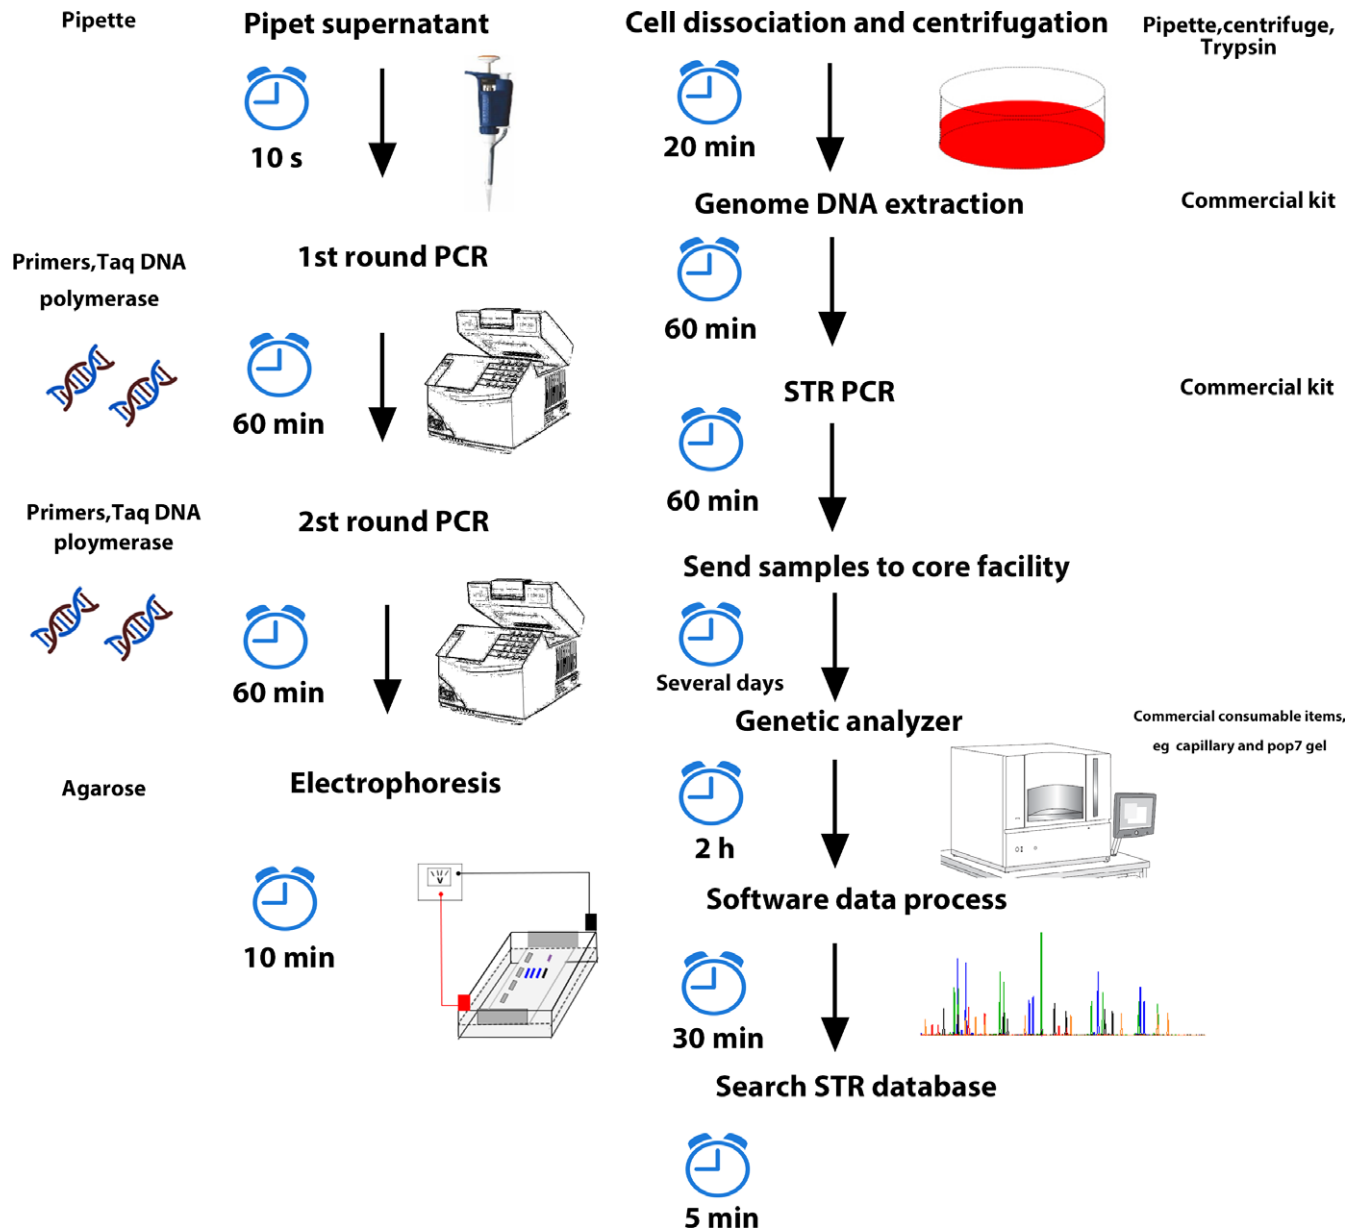 Pipette
Pipet supernatant
10 s
Primers,Taq DNA
polymerase
1st round PCR
60 min
Primers,Taq DNA
ploymerase
2st round PCR
60 min
Agarose
Electrophoresis
V
10 min
Cell dissociation and centrifugation
Pipette,centrifuge,
Trypsin
20 min
Genome DNA extraction
Commercial kit
60 min
STR PCR
Commercial kit
60 min
Send samples to core facility
Several days
Genetic analyzer
Commercial consumable items,
eg capillary and pop7 gel
2 h
Software data process
30 min
Search STR database
5 min